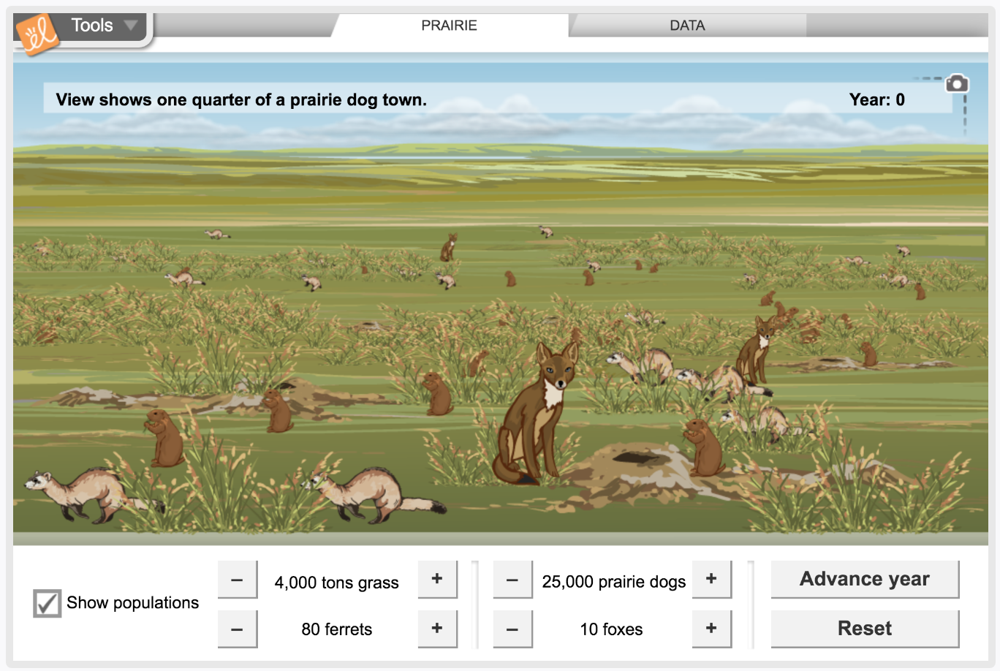 Tools
PRAIRIE
DATA
View shows one quarter of a prairie dog town.
Year: 0
Show populations
– 4,000 tons grass +
– 25,000 prairie dogs +
Advance year
– 80 ferrets +
– 10 foxes +
Reset